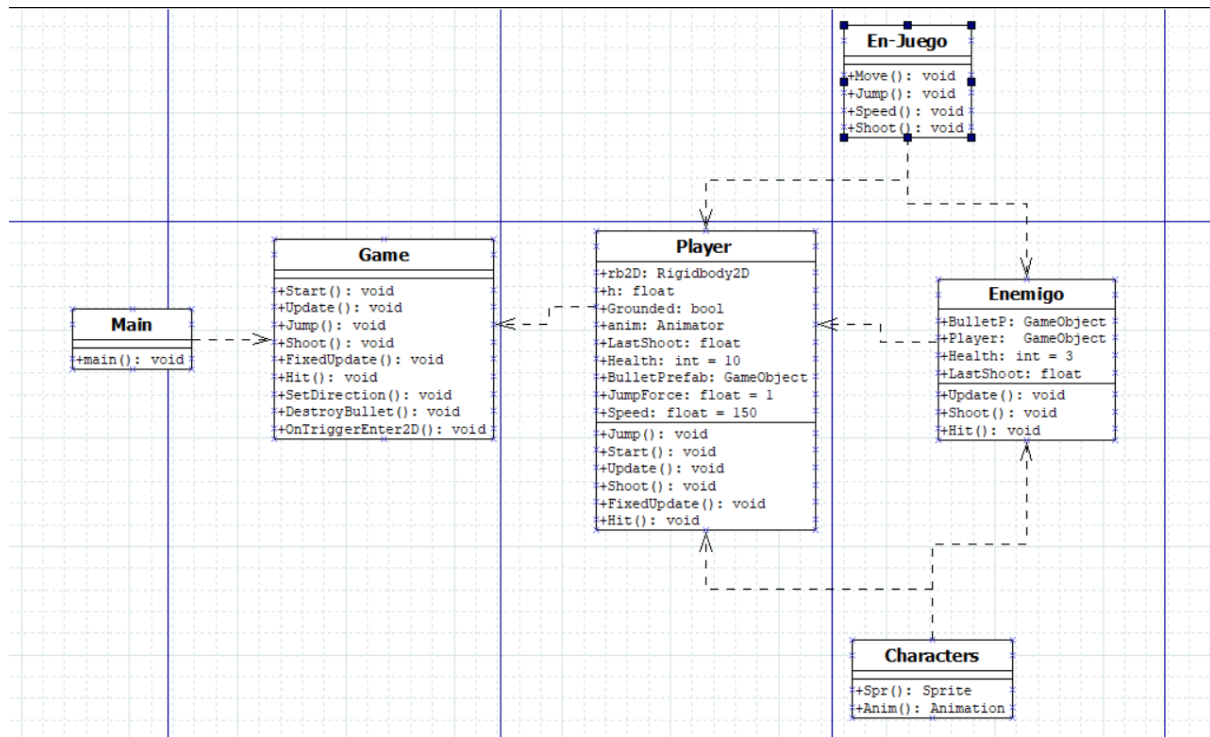 En-Juego
+Move(): void
+Jump(): void
+Speed(): void
+Shoot(): void
Main
+main(): void
Game
+Start(): void
+Update(): void
+Jump(): void
+Shoot(): void
+FixedUpdate(): void
+Hit(): void
+SetDirection(): void
+DestroyBullet(): void
+OnTriggerEnter2D(): void
Player
+rb2D: Rigidbody2D
+h: float
+Grounded: bool
+anim: Animator
+LastShoot: float
+Health: int = 10
+BulletPrefab: GameObject
+JumpForce: float = 1
+Speed: float = 150
+Jump(): void
+Start(): void
+Update(): void
+Shoot(): void
+FixedUpdate(): void
+Hit(): void
Enemigo
+BulletP: GameObject
+Player:  GameObject
+Health: int = 3
+LastShoot: float
+Update(): void
+Shoot(): void
+Hit(): void
Characters
+Spr(): Sprite
+Anim(): Animation